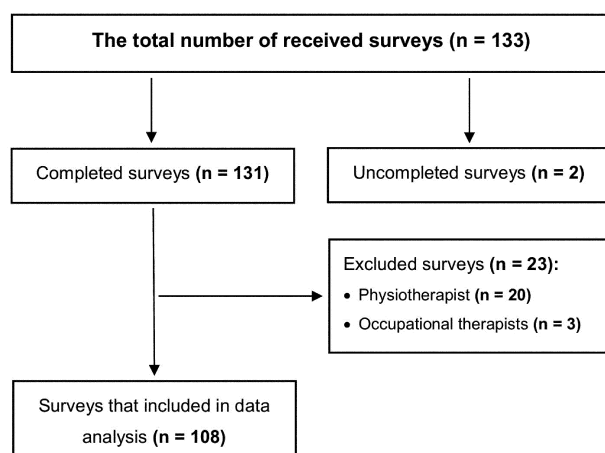 The total number of received surveys (n = 133)
Completed surveys (n = 131)
Uncompleted surveys (n = 2)
Excluded surveys (n = 23):
• Physiotherapist (n = 20)
• Occupational therapists (n = 3)
Surveys that included in data
analysis (n = 108)